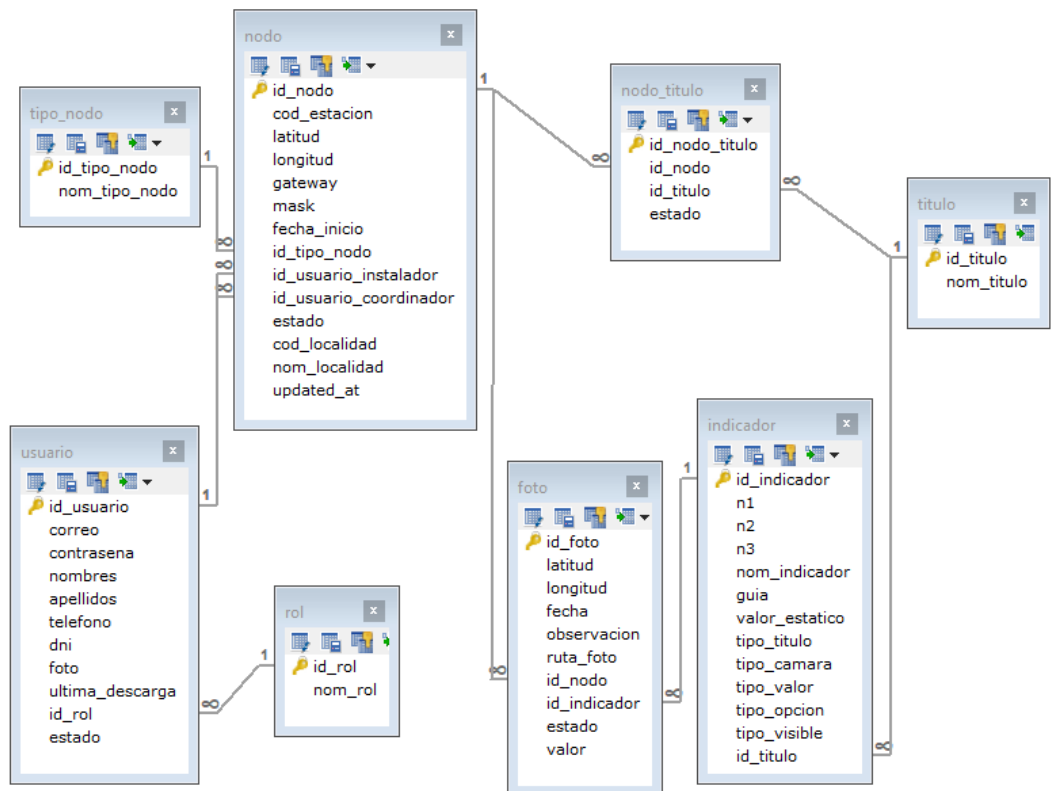 nodo
id_nodo
cod_estacion
latitud
longitud
gateway
mask
fecha_inicio
id_tipo_nodo
id_usuario_instalador
id_usuario_coordinador
estado
cod_localidad
nom_localidad
updated_at
tipo_nodo
id_tipo_nodo
nom_tipo_nodo
1
∞
∞
∞
1
1
∞
nodo_titulo
id_nodo_titulo
id_nodo
id_titulo
estado
∞
1
titulo
id_titulo
nom_titulo
usuario
id_usuario
correo
contrasena
nombres
apellidos
telefono
dni
foto
ultima_descarga
id_rol
estado
∞
1
rol
id_rol
nom_rol
foto
id_foto
latitud
longitud
fecha
observacion
ruta_foto
id_nodo
id_indicador
estado
valor
∞
∞
1
indicador
id_indicador
n1
n2
n3
nom_indicador
guia
valor_estatico
tipo_titulo
tipo_camara
tipo_valor
tipo_opcion
tipo_visible
id_titulo
∞